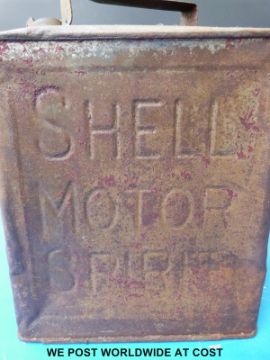 SHELL
MOTOR
SPIRIT
WE POST WORLDWIDE AT COST